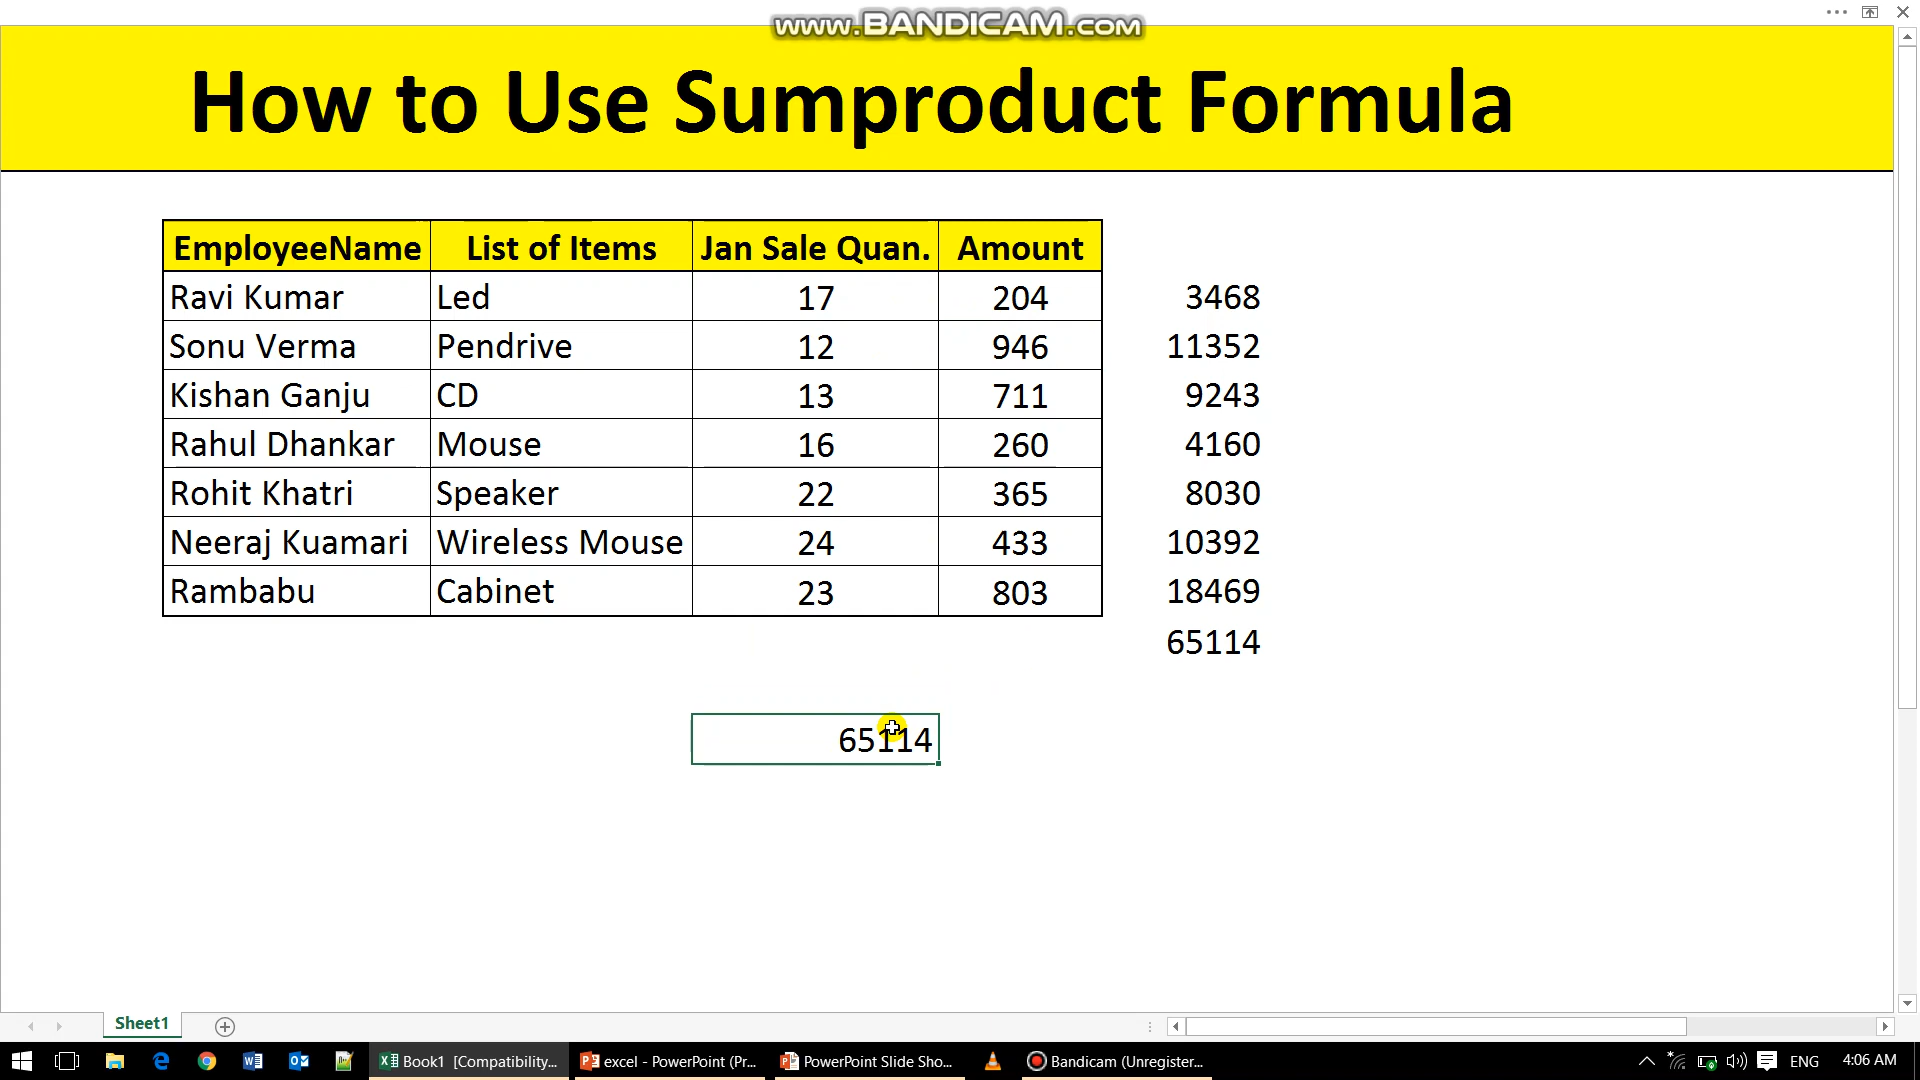 www.BANDICAM.com
How to Use Sumproduct Formula
EmployeeName List of Items Jan Sale Quan. Amount
Ravi Kumar Led 17 204 3468
Sonu Verma Pendrive 12 946 11352
Kishan Ganju CD 13 711 9243
Rahul Dhankar Mouse 16 260 4160
Rohit Khatri Speaker 22 365 8030
Neeraj Kuamari Wireless Mouse 24 433 10392
Rambabu Cabinet 23 803 18469
65114
65114
Sheet1
Book1 [Compatibility... excel - PowerPoint (Pr... PowerPoint Slide Sho... Bandicam (Unregister... ENG 4:06 AM